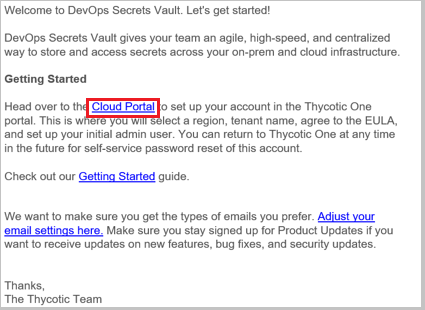 Welcome to DevOps Secrets Vault. Let's get started!
DevOps Secrets Vault gives your team an agile, high-speed, and centralized
way to store and access secrets across your on-prem and cloud infrastructure.
Getting Started
Head over to the Cloud Portal to set up your account in the Thycotic One
portal. This is where you will select a region, tenant name, agree to the EULA,
and set up your initial admin user. You can return to Thycotic One at any time
in the future for self-service password reset of this account.
Check out our Getting Started guide.
We want to make sure you get the types of emails you prefer. Adjust your
email settings here. Make sure you stay signed up for Product Updates if you
want to receive updates on new features, bug fixes, and security updates.
Thanks,
The Thycotic Team